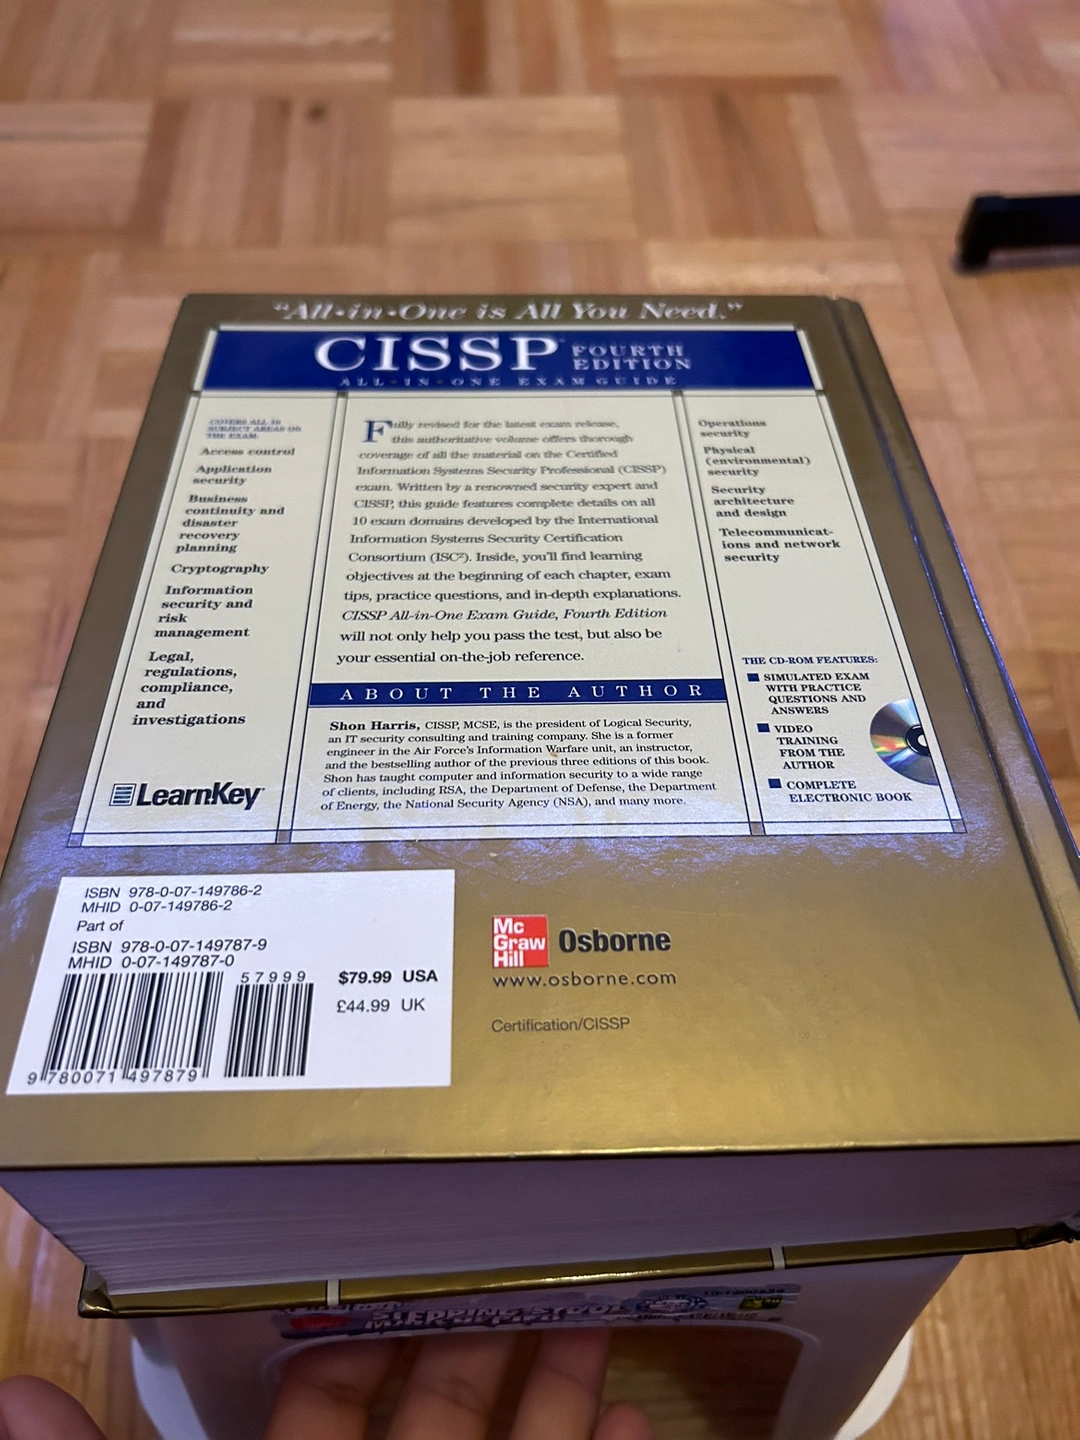 "All-in-One is All You Need."
CISSP™ FOURTH
EDITION
ALL-IN-ONE EXAM GUIDE
COVERS ALL 10
SUBJECT AREAS ON
THE EXAM:
Access control
Application
security
Business
continuity and
disaster
recovery
planning
Cryptography
Information
security and
risk
management
Legal,
regulations,
compliance,
and
investigations
LearnKey
Fully revised for the latest exam release,
this authoritative volume offers thorough
coverage of all the material on the Certified
Information Systems Security Professional (CISSP)
exam. Written by a renowned security expert and
CISSP, this guide features complete details on all
10 exam domains developed by the International
Information Systems Security Certification
Consortium (ISC²). Inside, you'll find learning
objectives at the beginning of each chapter, exam
tips, practice questions, and in-depth explanations.
CISSP All-in-One Exam Guide, Fourth Edition
will not only help you pass the test, but also be
your essential on-the-job reference.
ABOUT THE AUTHOR
Shon Harris, CISSP, MCSE, is the president of Logical Security,
an IT security consulting and training company. She is a former
engineer in the Air Force's Information Warfare unit, an instructor,
and the bestselling author of the previous three editions of this book.
Shon has taught computer and information security to a wide range
of clients, including RSA, the Department of Defense, the Department
of Energy, the National Security Agency (NSA), and many more.
Operations
security
Physical
(environmental)
security
Security
architecture
and design
Telecommunicat-
ions and network
security
THE CD-ROM FEATURES:
SIMULATED EXAM
WITH PRACTICE
QUESTIONS AND
ANSWERS
VIDEO
TRAINING
FROM THE
AUTHOR
COMPLETE
ELECTRONIC BOOK
ISBN 978-0-07-149786-2
MHID 0-07-149786-2
Part of
ISBN 978-0-07-149787-9
MHID 0-07-149787-0
57999
$79.99 USA
£44.99 UK
9 780071 497879
Mc
Graw
Hill
Osborne
www.osborne.com
Certification/CISSP
STEPPING STOOL